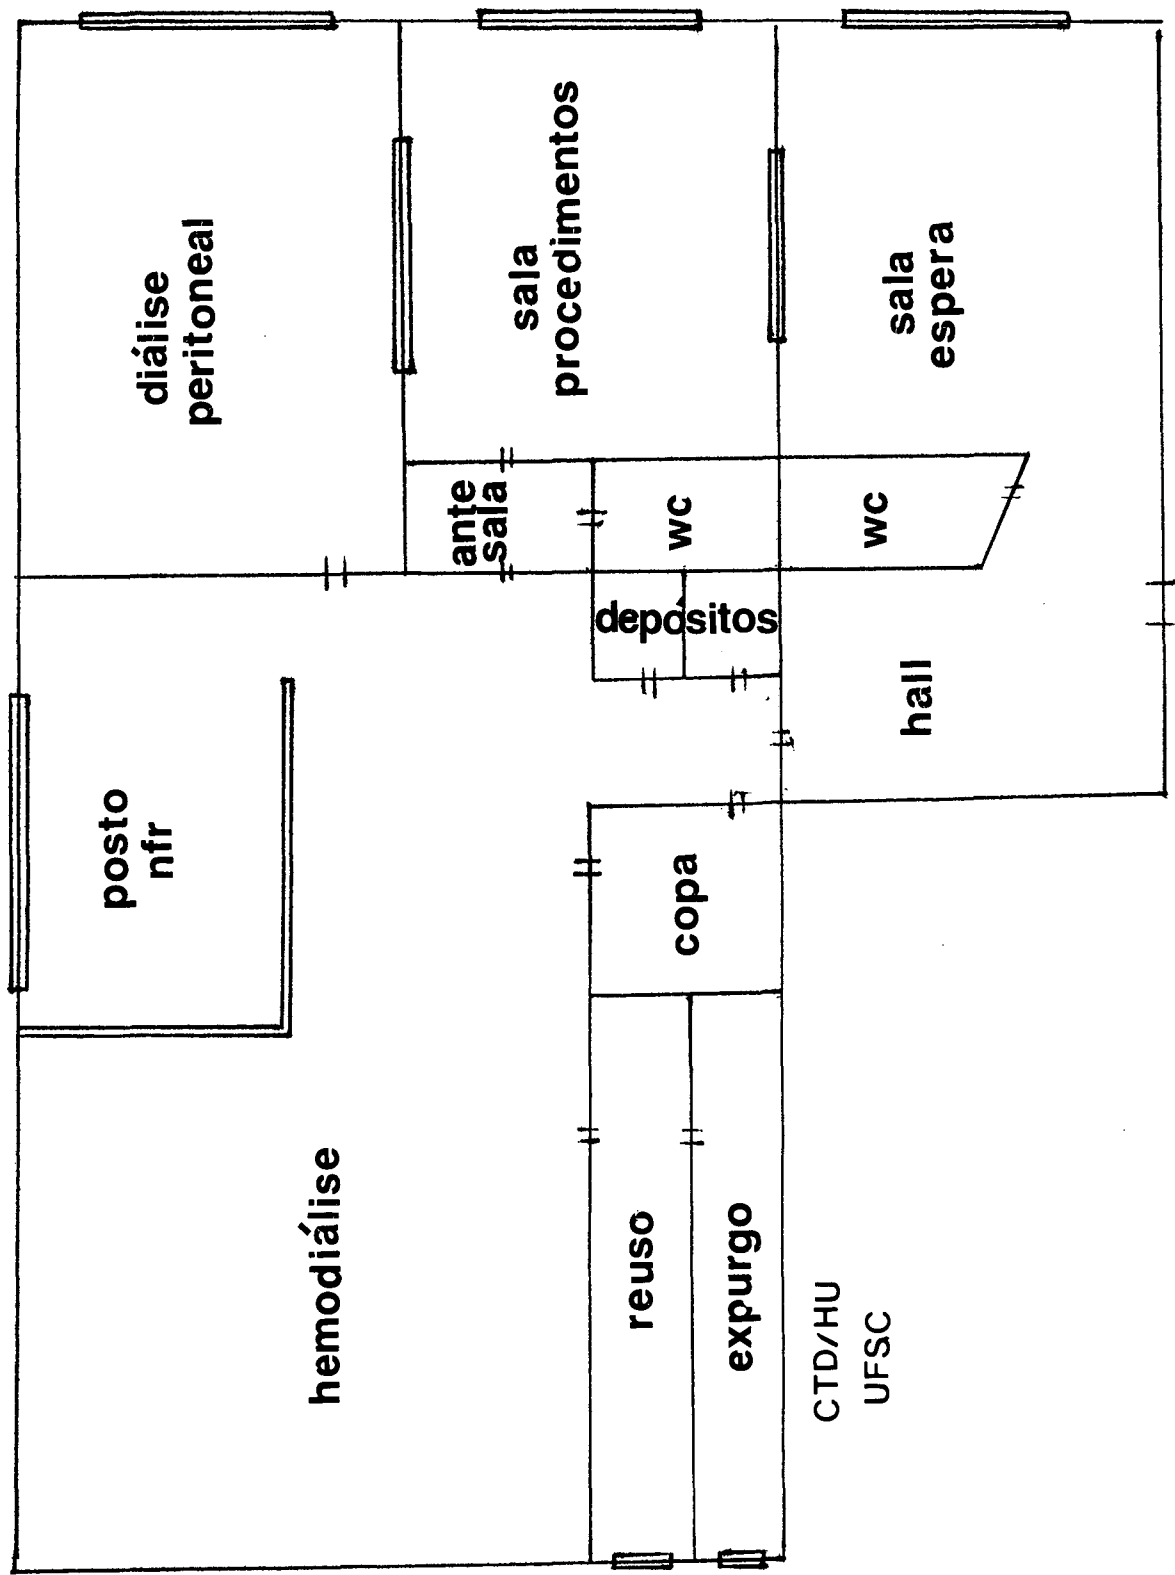 posto
nfr
diálise
peritoneal
hemodiálise
ante
sala
sala
procedimentos
reuso
copa
depósitos
wc
expurgo
wc
hall
sala
espera
CTD/HU
UFSC